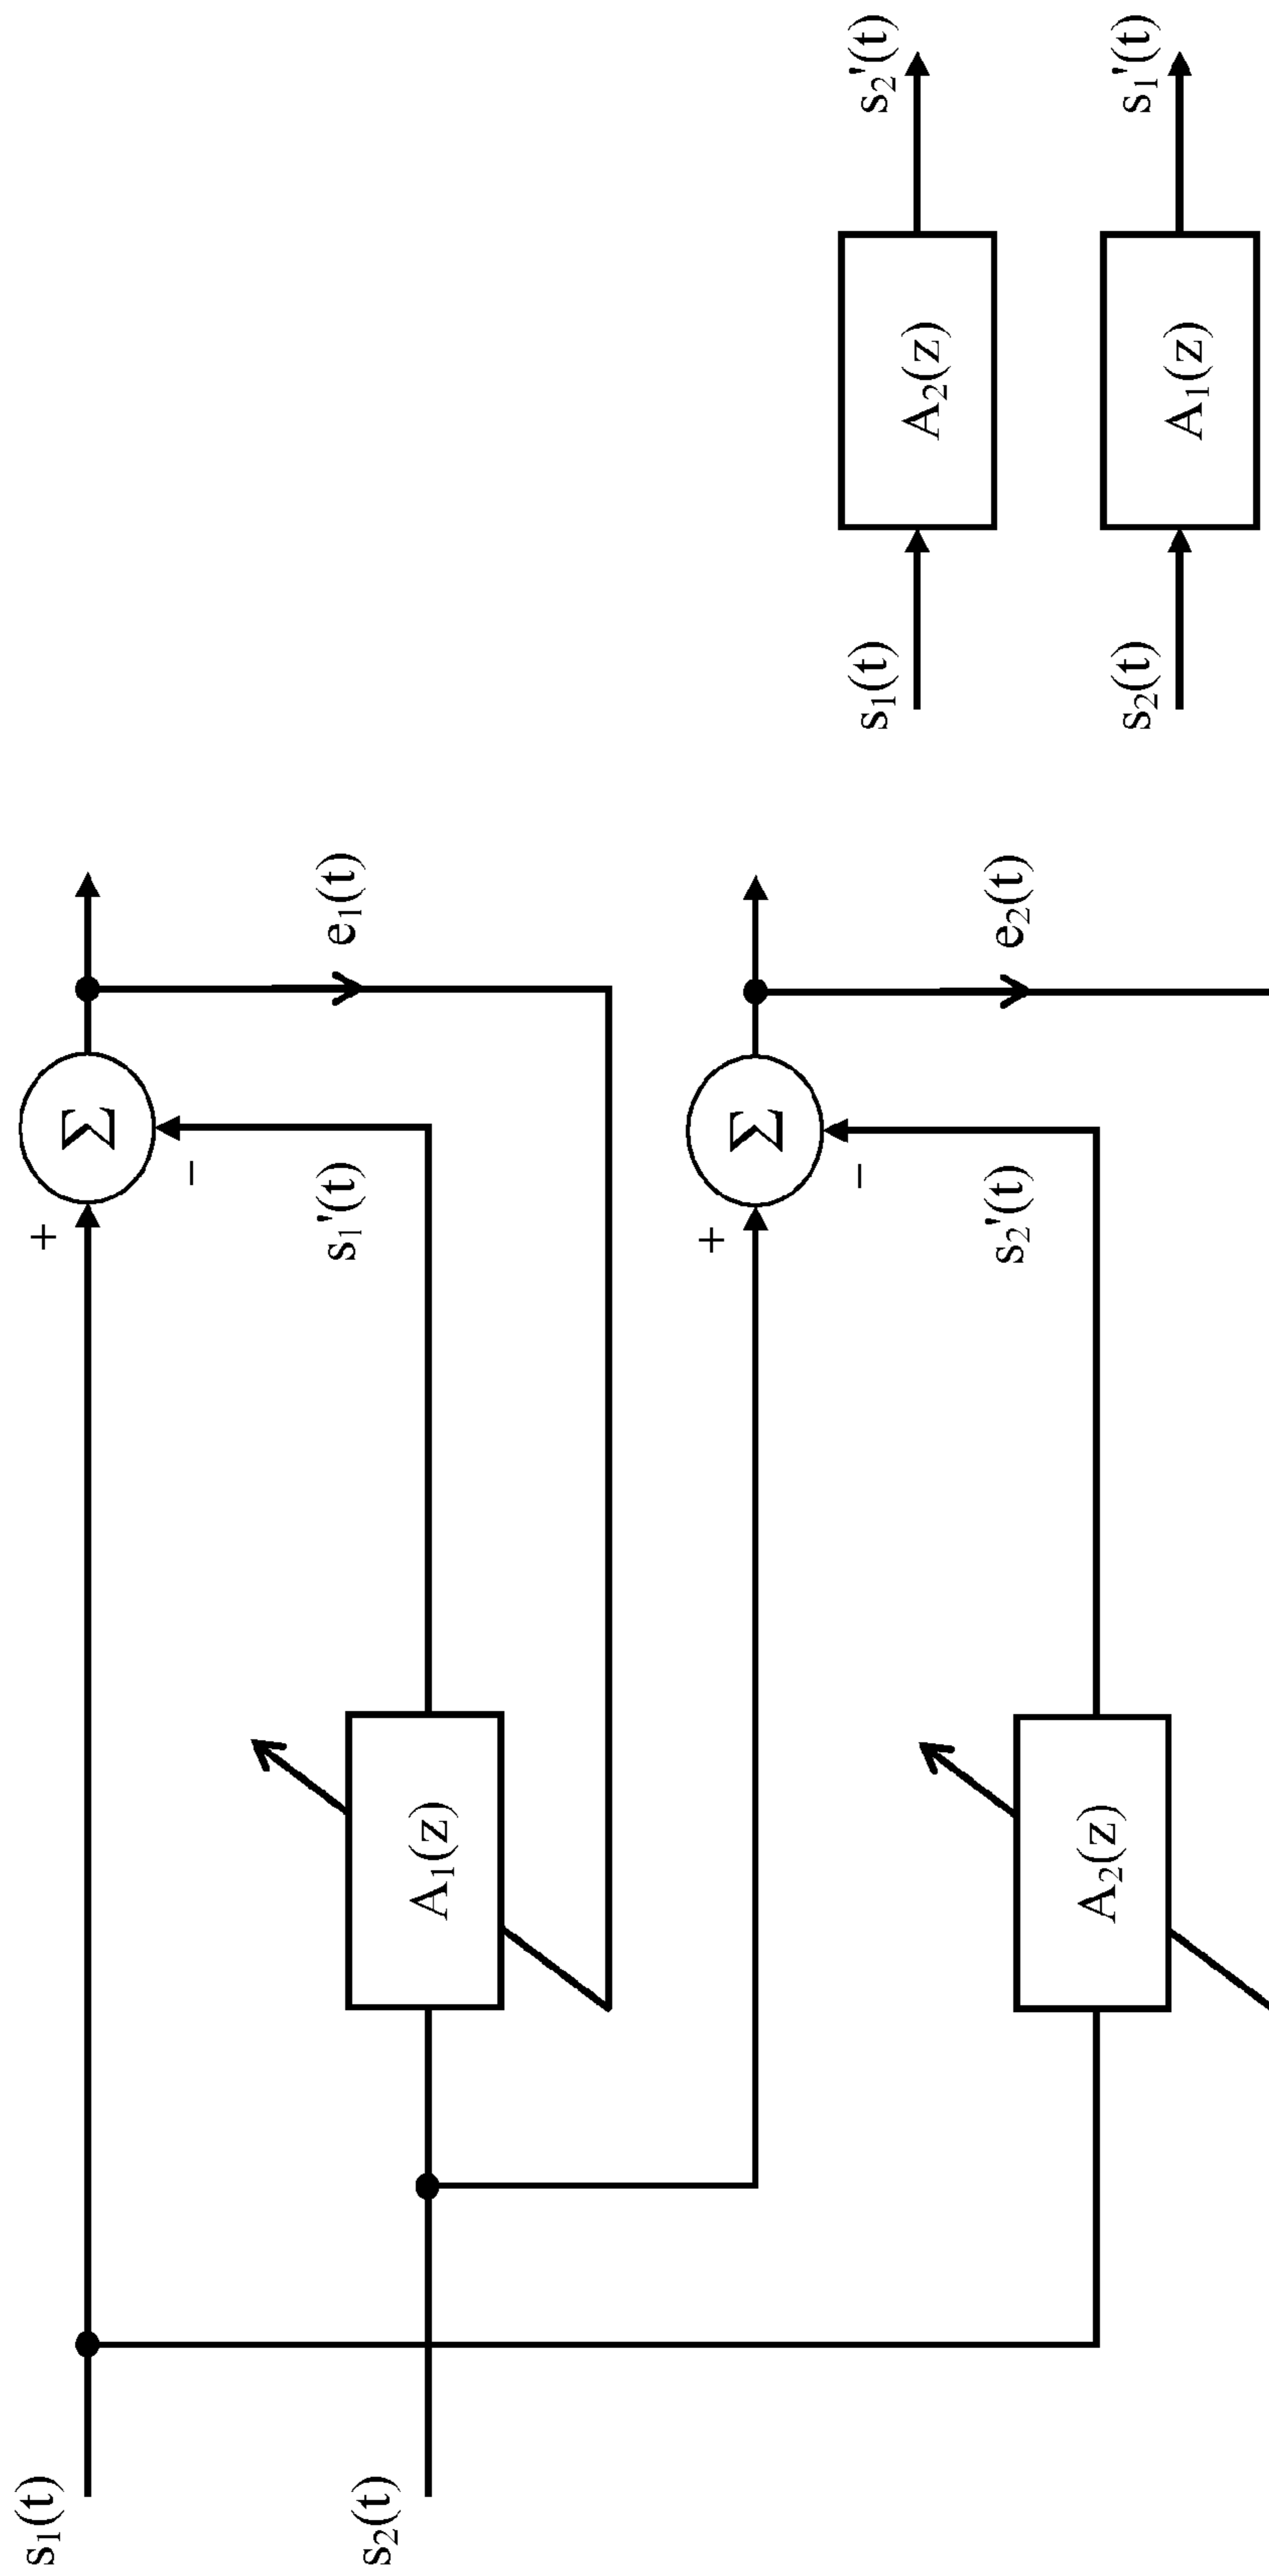 s₁(t)
+
Σ
−
A₁(z)
s₁'(t)
e₁(t)
s₂(t)
+
Σ
−
A₂(z)
s₂'(t)
e₂(t)
s₁(t)
A₂(z)
s₂'(t)
s₂(t)
A₁(z)
s₁'(t)